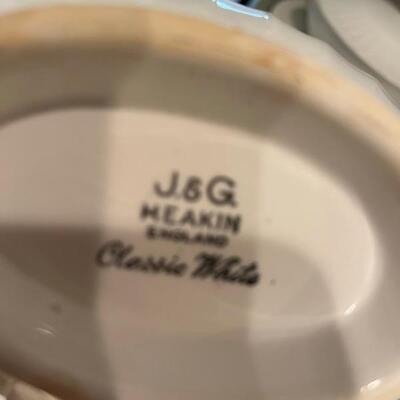 J.&G.
MEAKIN
ENGLAND
Classic White